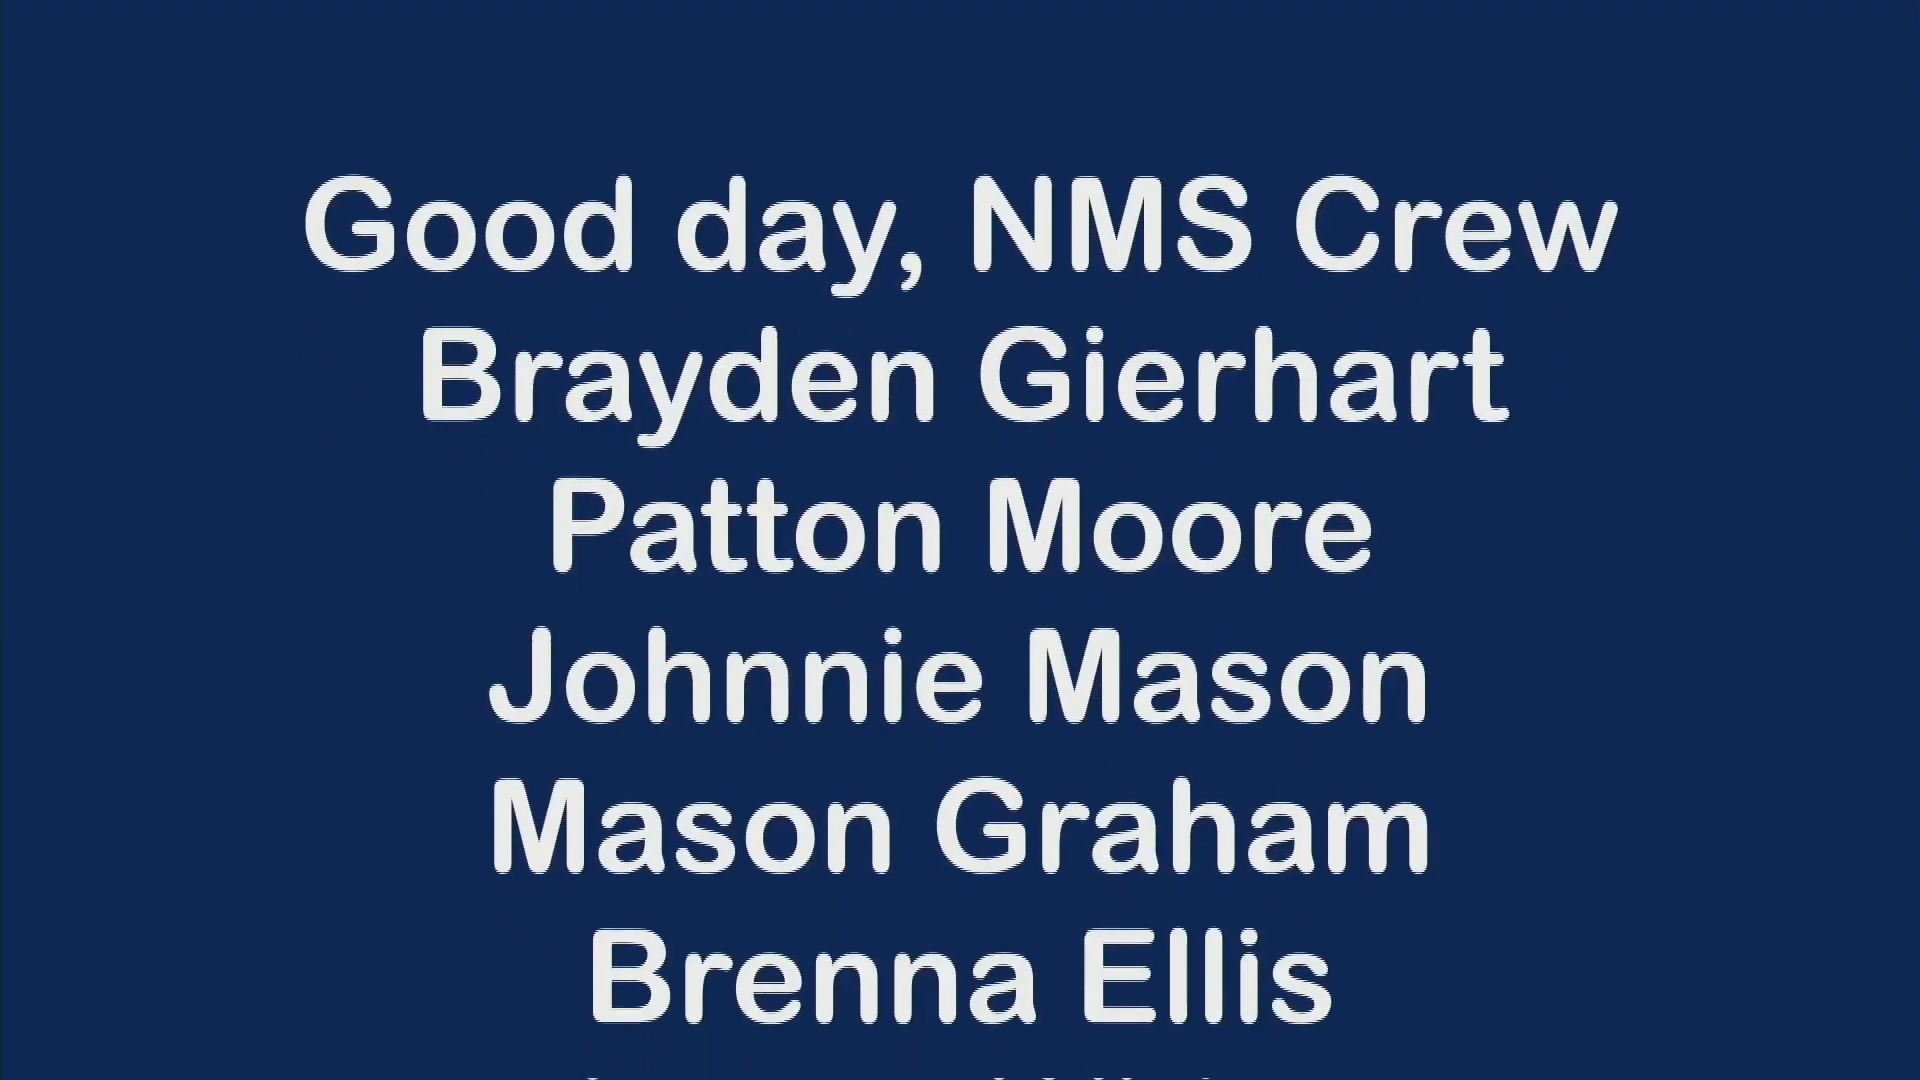 Good day, NMS Crew
Brayden Gierhart
Patton Moore
Johnnie Mason
Mason Graham
Brenna Ellis